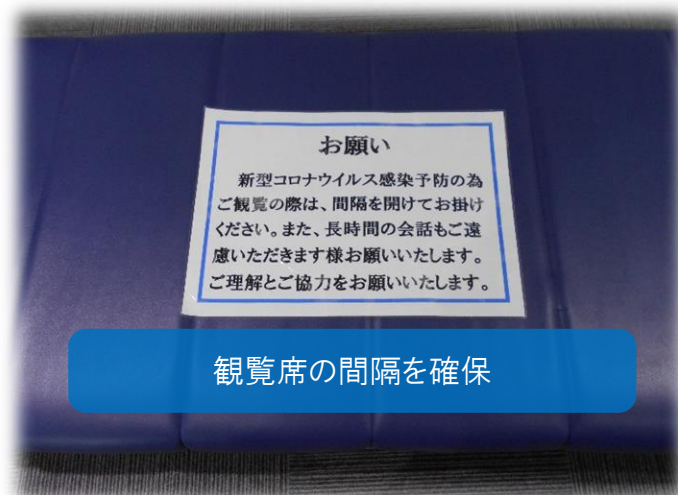 お願い
新型コロナウイルス感染予防の為
ご観覧の際は、間隔を開けてお掛け
ください。また、長時間の会話もご遠
慮いただきます様お願いいたします。
ご理解とご協力をお願いいたします。
観覧席の間隔を確保